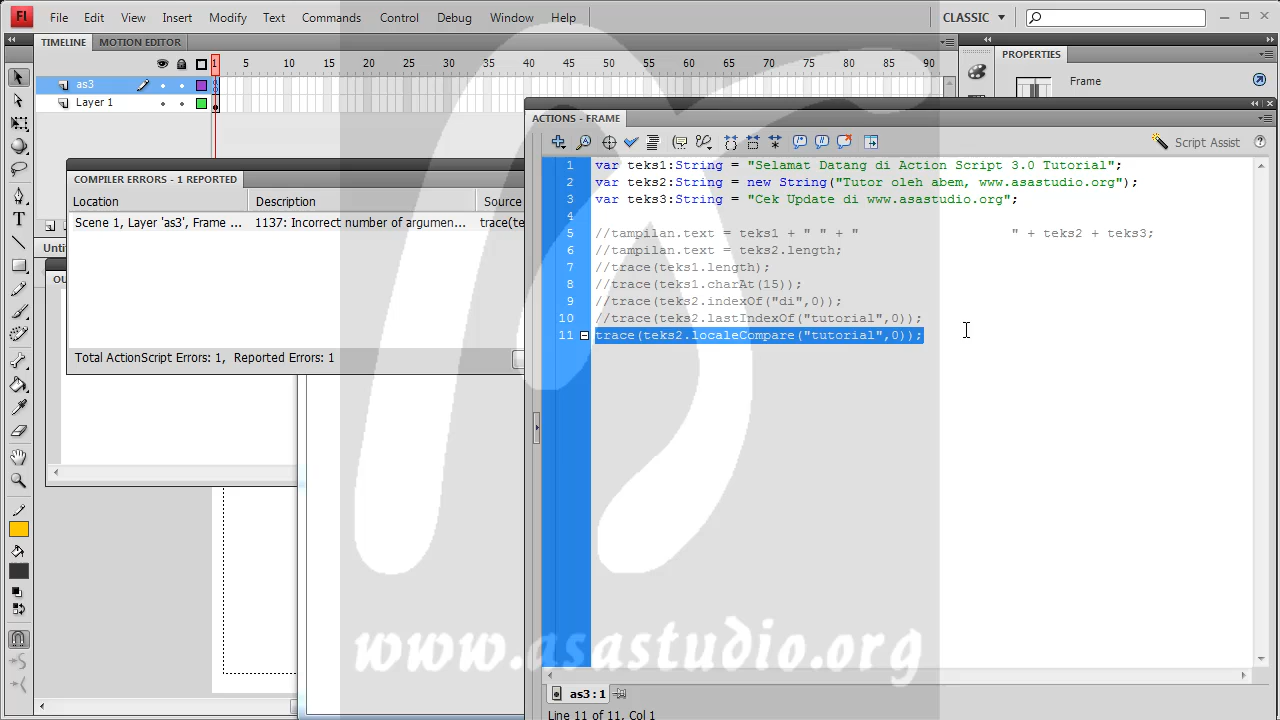 Fl File Edit View Insert Modify Text Commands Control Debug Window Help CLASSIC
TIMELINE MOTION EDITOR
PROPERTIES
1 5 10 15 20 25 30 35 40 45 50 55 60 65 70 75 80 85 90
as3
Layer 1
Frame
ACTIONS - FRAME
Script Assist
COMPILER ERRORS - 1 REPORTED
Location Description Source
Scene 1, Layer 'as3', Frame ... 1137: Incorrect number of argumen... trace(te
Total ActionScript Errors: 1, Reported Errors: 1
Untit
OU
1 var teks1:String = "Selamat Datang di Action Script 3.0 Tutorial";
2 var teks2:String = new String("Tutor oleh abem, www.asastudio.org");
3 var teks3:String = "Cek Update di www.asastudio.org";
4
5 //tampilan.text = teks1 + " " + " " + teks2 + teks3;
6 //tampilan.text = teks2.length;
7 //trace(teks1.length);
8 //trace(teks1.charAt(15));
9 //trace(teks2.indexOf("di",0));
10 //trace(teks2.lastIndexOf("tutorial",0));
11 trace(teks2.localeCompare("tutorial",0));
www.asastudio.org
as3:1
Line 11 of 11, Col 1